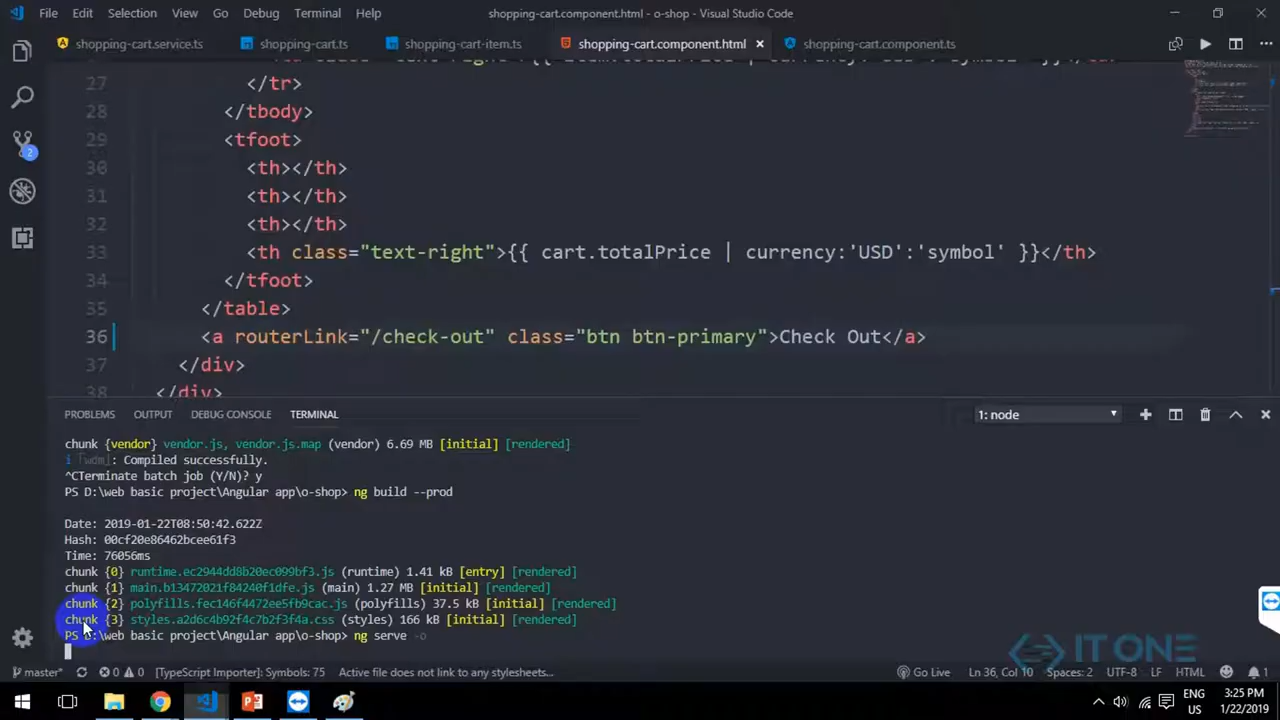 File Edit Selection View Go Debug Terminal Help shopping-cart.component.html - o-shop - Visual Studio Code
shopping-cart.service.ts shopping-cart.ts shopping-cart-item.ts shopping-cart.component.html shopping-cart.component.ts
27 </tr>
28 </tbody>
29 <tfoot>
30 <th></th>
31 <th></th>
32 <th></th>
33 <th class="text-right">{{ cart.totalPrice | currency:'USD':'symbol' }}</th>
34 </tfoot>
35 </table>
36 <a routerLink="/check-out" class="btn btn-primary">Check Out</a>
37 </div>
38 </div>
2
PROBLEMS OUTPUT DEBUG CONSOLE TERMINAL 1: node
chunk {vendor} vendor.js, vendor.js.map (vendor) 6.69 MB [initial] [rendered]
i ｢wdm｣: Compiled successfully.
^CTerminate batch job (Y/N)? y
PS D:\web basic project\Angular app\o-shop> ng build --prod
Date: 2019-01-22T08:50:42.622Z
Hash: 00cf20e86462bcee61f3
Time: 76056ms
chunk {0} runtime.ec2944dd8b20ec099bf3.js (runtime) 1.41 kB [entry] [rendered]
chunk {1} main.b13472021f84240f1dfe.js (main) 1.27 MB [initial] [rendered]
chunk {2} polyfills.fec146f4472ee5fb9cac.js (polyfills) 37.5 kB [initial] [rendered]
chunk {3} styles.a2d6c4b92f4c7b2f3f4a.css (styles) 166 kB [initial] [rendered]
PS D:\web basic project\Angular app\o-shop> ng serve -o
IT ONE
master* 0 0 [TypeScript Importer]: Symbols: 75 Active file does not link to any stylesheets... Go Live Ln 36, Col 10 Spaces: 2 UTF-8 LF HTML 1
ENG 3:25 PM
US 1/22/2019